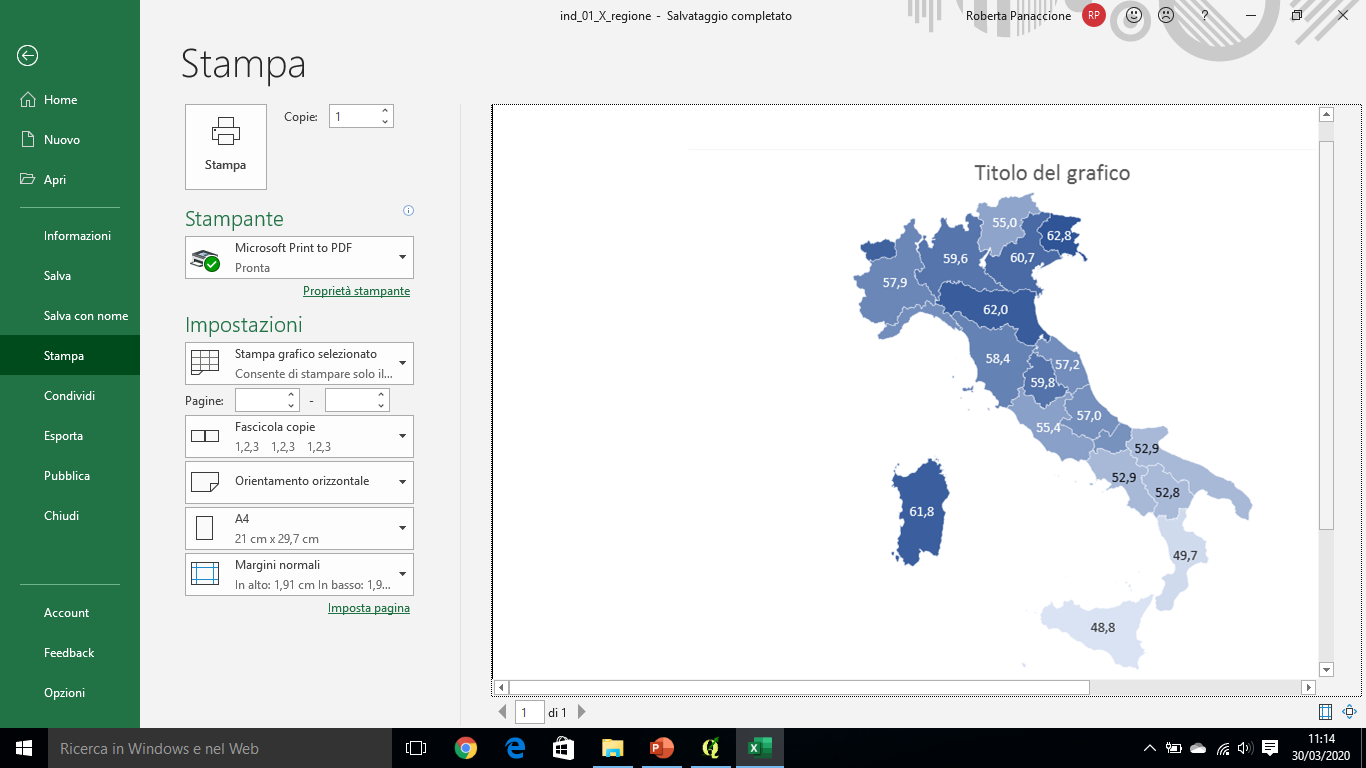 ind_01_X_regione - Salvataggio completato
Roberta Panaccione
RP
?
Stampa
Home
Nuovo
Apri
Informazioni
Salva
Salva con nome
Stampa
Condividi
Esporta
Pubblica
Chiudi
Account
Feedback
Opzioni
Stampa
Copie: 1
Stampante
Microsoft Print to PDF
Pronta
Proprietà stampante
Impostazioni
Stampa grafico selezionato
Consente di stampare solo il...
Pagine: -
Fascicola copie
1,2,3 1,2,3 1,2,3
Orientamento orizzontale
A4
21 cm x 29,7 cm
Margini normali
In alto: 1,91 cm In basso: 1,9...
Imposta pagina
Titolo del grafico
55,0
62,8
59,6
60,7
57,9
62,0
58,4
57,2
59,8
57,0
55,4
52,9
52,9
52,8
61,8
49,7
48,8
1 di 1
Ricerca in Windows e nel Web
11:14
30/03/2020